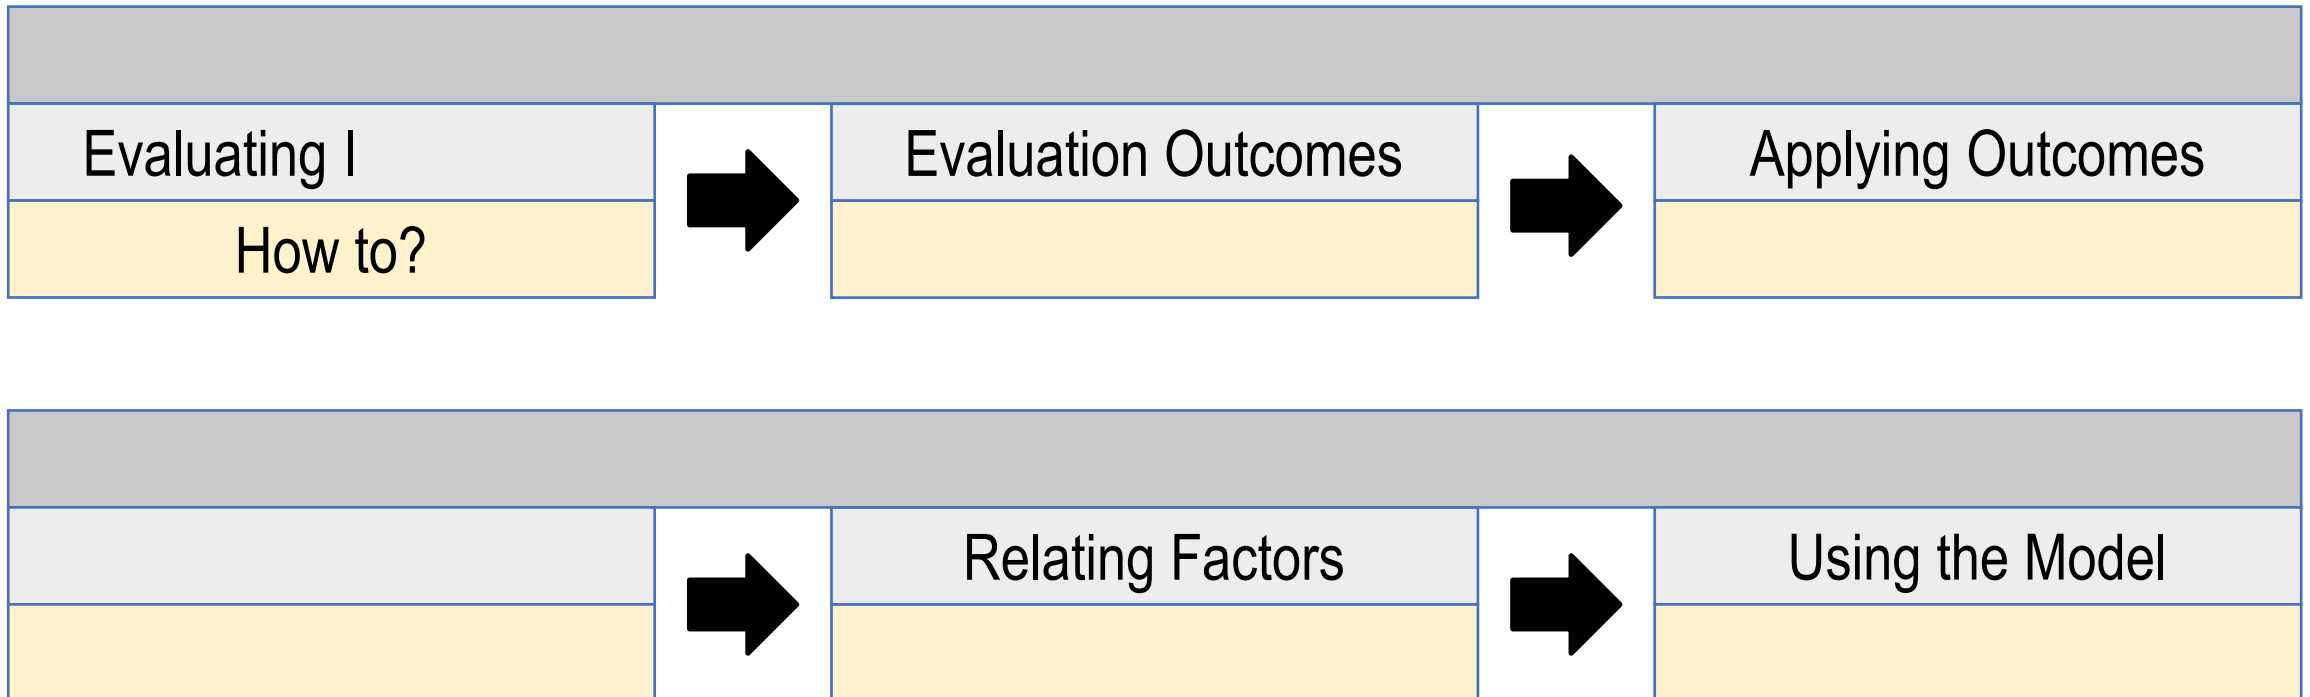 Evaluating I
Evaluation Outcomes
Applying Outcomes
How to?
Relating Factors
Using the Model